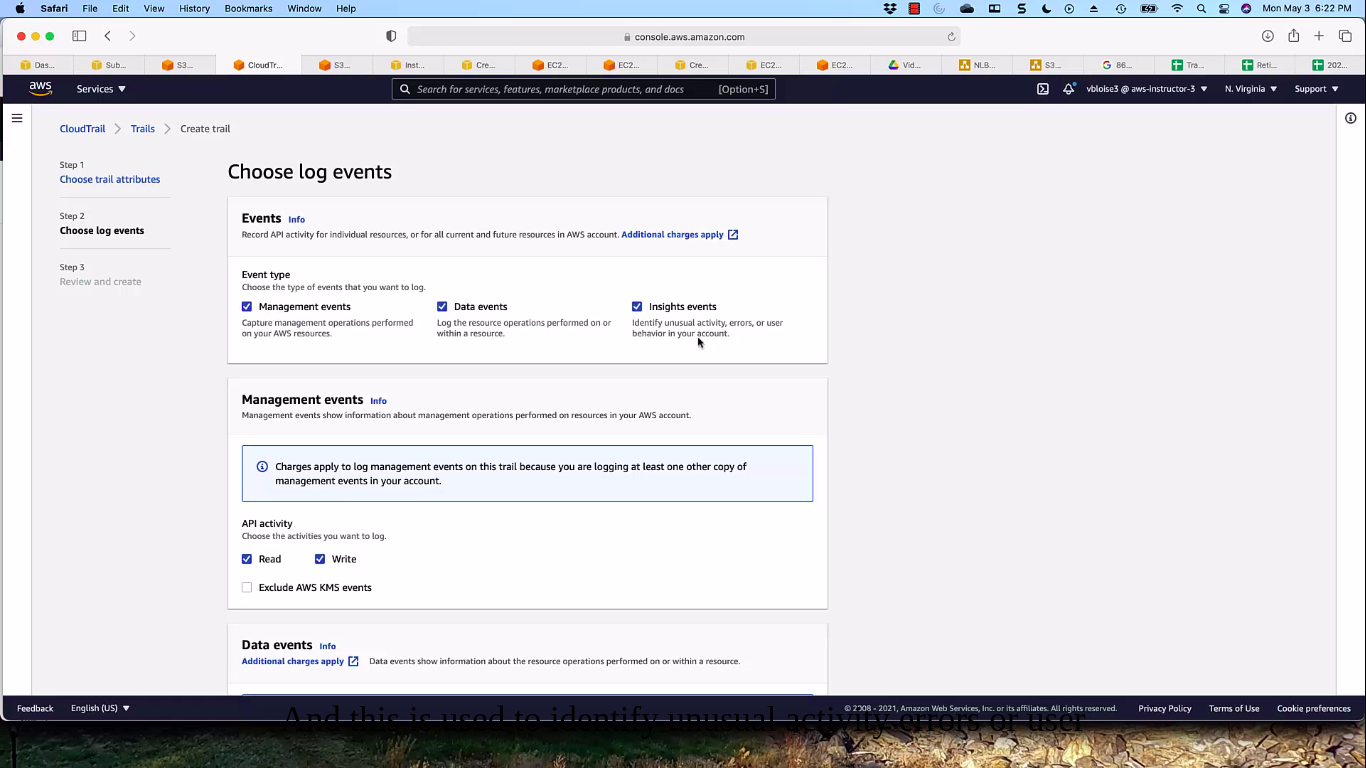 Safari File Edit View History Bookmarks Window Help Mon May 3 6:22 PM
console.aws.amazon.com
Das... Sub... S3... CloudTr... S3... Inst... Cre... EC2... EC2... Cre... EC2... EC2... Vid... NLB... S3... 86... Tra... Reti... 202...
aws Services Search for services, features, marketplace products, and docs [Option+S] vbloise3 @ aws-instructor-3 N. Virginia Support
CloudTrail Trails Create trail
Step 1
Choose trail attributes
Step 2
Choose log events
Step 3
Review and create
Choose log events
Events Info
Record API activity for individual resources, or for all current and future resources in AWS account. Additional charges apply
Event type
Choose the type of events that you want to log.
Management events
Capture management operations performed
on your AWS resources.
Data events
Log the resource operations performed on or
within a resource.
Insights events
Identify unusual activity, errors, or user
behavior in your account.
Management events Info
Management events show information about management operations performed on resources in your AWS account.
Charges apply to log management events on this trail because you are logging at least one other copy of
management events in your account.
API activity
Choose the activities you want to log.
Read Write
Exclude AWS KMS events
Data events Info
Additional charges apply Data events show information about the resource operations performed on or within a resource.
Feedback English (US) © 2008 - 2021, Amazon Web Services, Inc. or its affiliates. All rights reserved. Privacy Policy Terms of Use Cookie preferences
And this is used to identify unusual activity errors or user